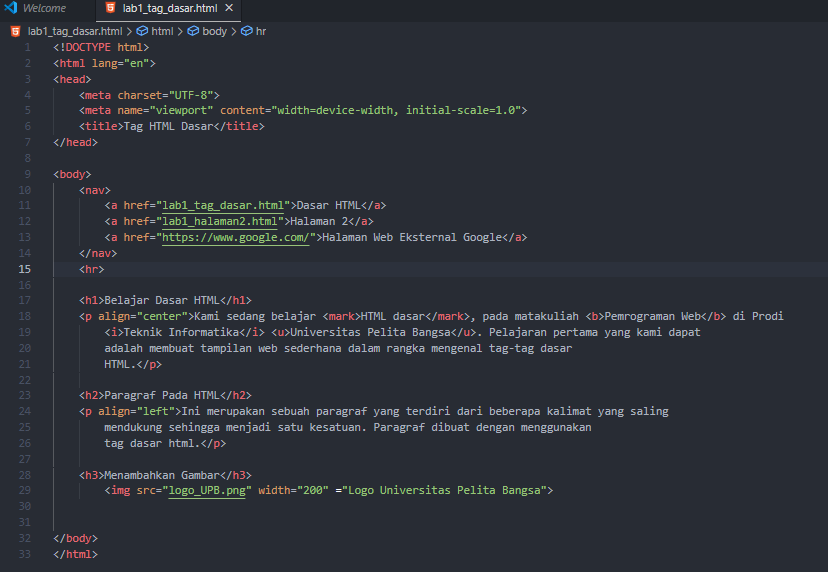 Welcome lab1_tag_dasar.html ✕
lab1_tag_dasar.html > html > body > hr
1 <!DOCTYPE html>
2 <html lang="en">
3 <head>
4 <meta charset="UTF-8">
5 <meta name="viewport" content="width=device-width, initial-scale=1.0">
6 <title>Tag HTML Dasar</title>
7 </head>
8
9 <body>
10 <nav>
11 <a href="lab1_tag_dasar.html">Dasar HTML</a>
12 <a href="lab1_halaman2.html">Halaman 2</a>
13 <a href="https://www.google.com/">Halaman Web Eksternal Google</a>
14 </nav>
15 <hr>
16
17 <h1>Belajar Dasar HTML</h1>
18 <p align="center">Kami sedang belajar <mark>HTML dasar</mark>, pada matakuliah <b>Pemrograman Web</b> di Prodi
19 <i>Teknik Informatika</i> <u>Universitas Pelita Bangsa</u>. Pelajaran pertama yang kami dapat
20 adalah membuat tampilan web sederhana dalam rangka mengenal tag-tag dasar
21 HTML.</p>
22
23 <h2>Paragraf Pada HTML</h2>
24 <p align="left">Ini merupakan sebuah paragraf yang terdiri dari beberapa kalimat yang saling
25 mendukung sehingga menjadi satu kesatuan. Paragraf dibuat dengan menggunakan
26 tag dasar html.</p>
27
28 <h3>Menambahkan Gambar</h3>
29 <img src="logo_UPB.png" width="200" ="Logo Universitas Pelita Bangsa">
30
31
32 </body>
33 </html>